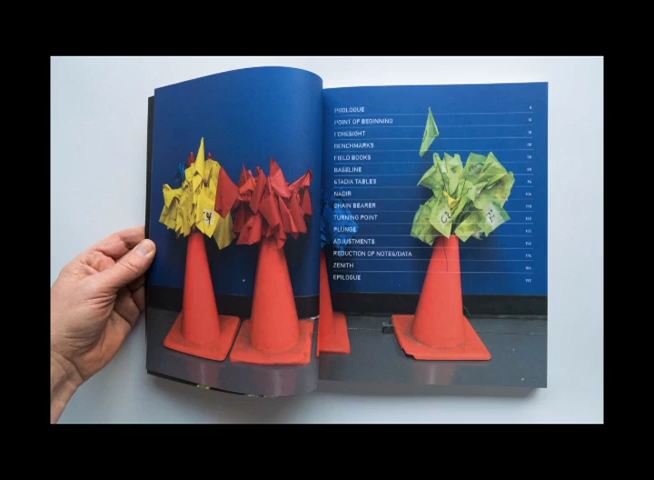 PROLOGUE
POINT OF BEGINNING
FORESIGHT
BENCHMARKS
FIELD BOOKS
BASELINE
STADIA TABLES
NADIR
CHAIN BEARER
TURNING POINT
PLUNGE
ADJUSTMENTS
REDUCTION OF NOTES/DATA
ZENITH
EPILOGUE